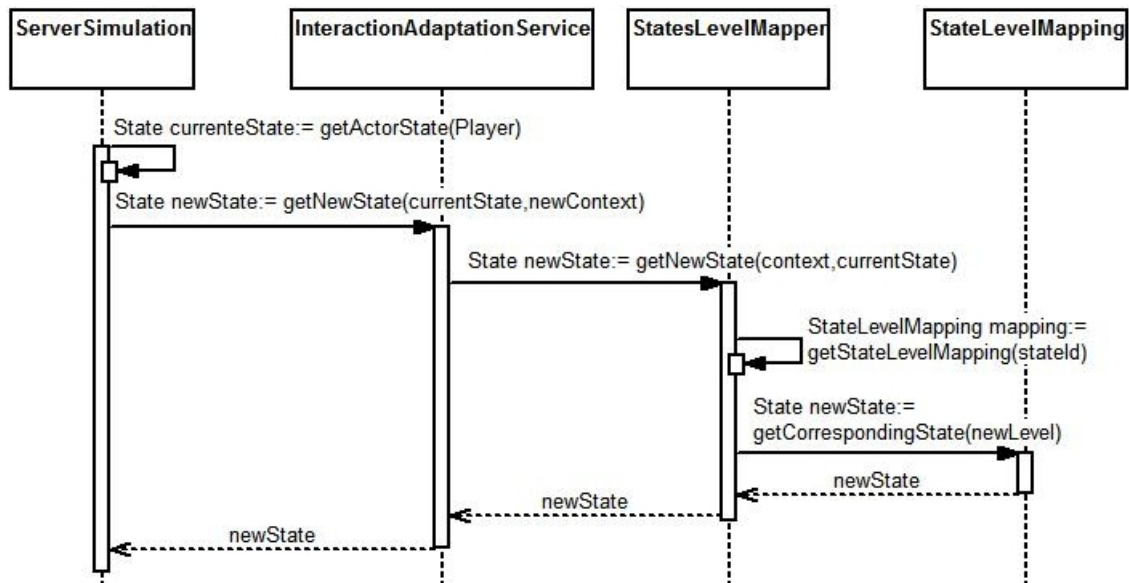 ServerSimulation
InteractionAdaptationService
StatesLevelMapper
StateLevelMapping
State currenteState:= getActorState(Player)
State newState:= getNewState(currentState,newContext)
State newState:= getNewState(context,currentState)
StateLevelMapping mapping:=
getStateLevelMapping(stateId)
State newState:=
getCorrespondingState(newLevel)
newState
newState
newState